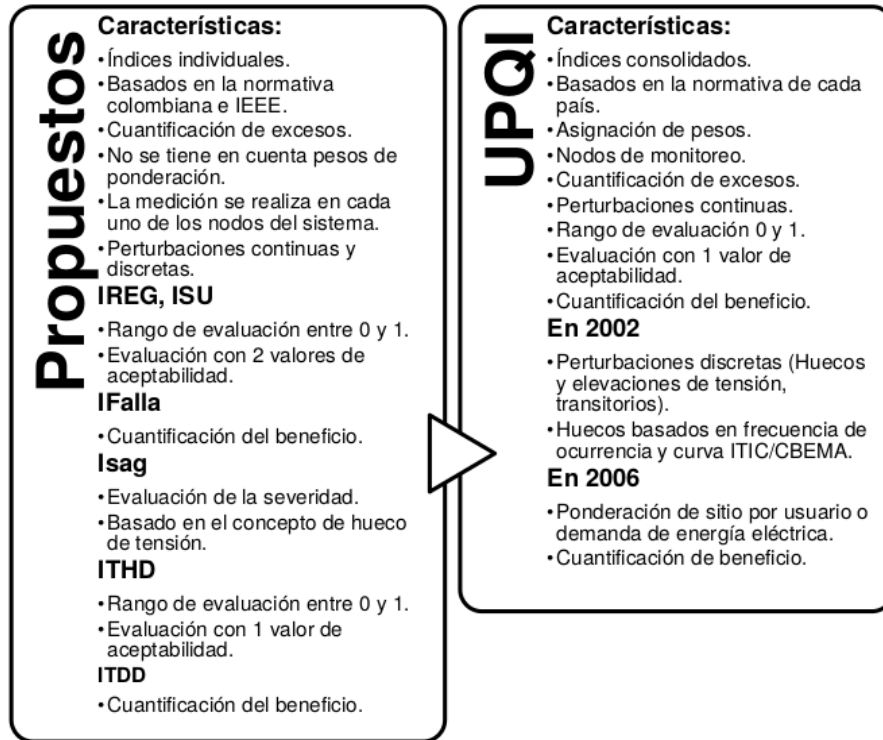 Propuestos
Características:
•Índices individuales.
•Basados en la normativa
colombiana e IEEE.
•Cuantificación de excesos.
•No se tiene en cuenta pesos de
ponderación.
•La medición se realiza en cada
uno de los nodos del sistema.
•Perturbaciones continuas y
discretas.
IREG, ISU
•Rango de evaluación entre 0 y 1.
•Evaluación con 2 valores de
aceptabilidad.
IFalla
•Cuantificación del beneficio.
Isag
•Evaluación de la severidad.
•Basado en el concepto de hueco
de tensión.
ITHD
•Rango de evaluación entre 0 y 1.
•Evaluación con 1 valor de
aceptabilidad.
ITDD
•Cuantificación del beneficio.
UPQI
Características:
•Índices consolidados.
•Basados en la normativa de cada
país.
•Asignación de pesos.
•Nodos de monitoreo.
•Cuantificación de excesos.
•Perturbaciones continuas.
•Rango de evaluación 0 y 1.
•Evaluación con 1 valor de
aceptabilidad.
•Cuantificación del beneficio.
En 2002
•Perturbaciones discretas (Huecos
y elevaciones de tensión,
transitorios).
•Huecos basados en frecuencia de
ocurrencia y curva ITIC/CBEMA.
En 2006
•Ponderación de sitio por usuario o
demanda de energía eléctrica.
•Cuantificación de beneficio.